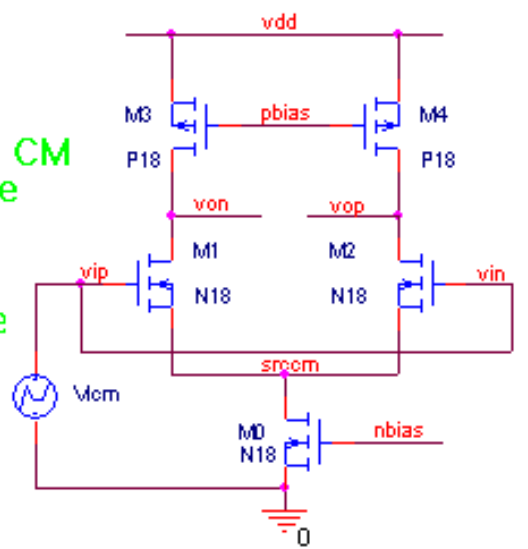 vdd
M3
pbias
M4
CM
P18
P18
e
von
vop
M1
M2
vip
vin
N18
N18
e
srccm
Vicm
M0
nbias
N18
0